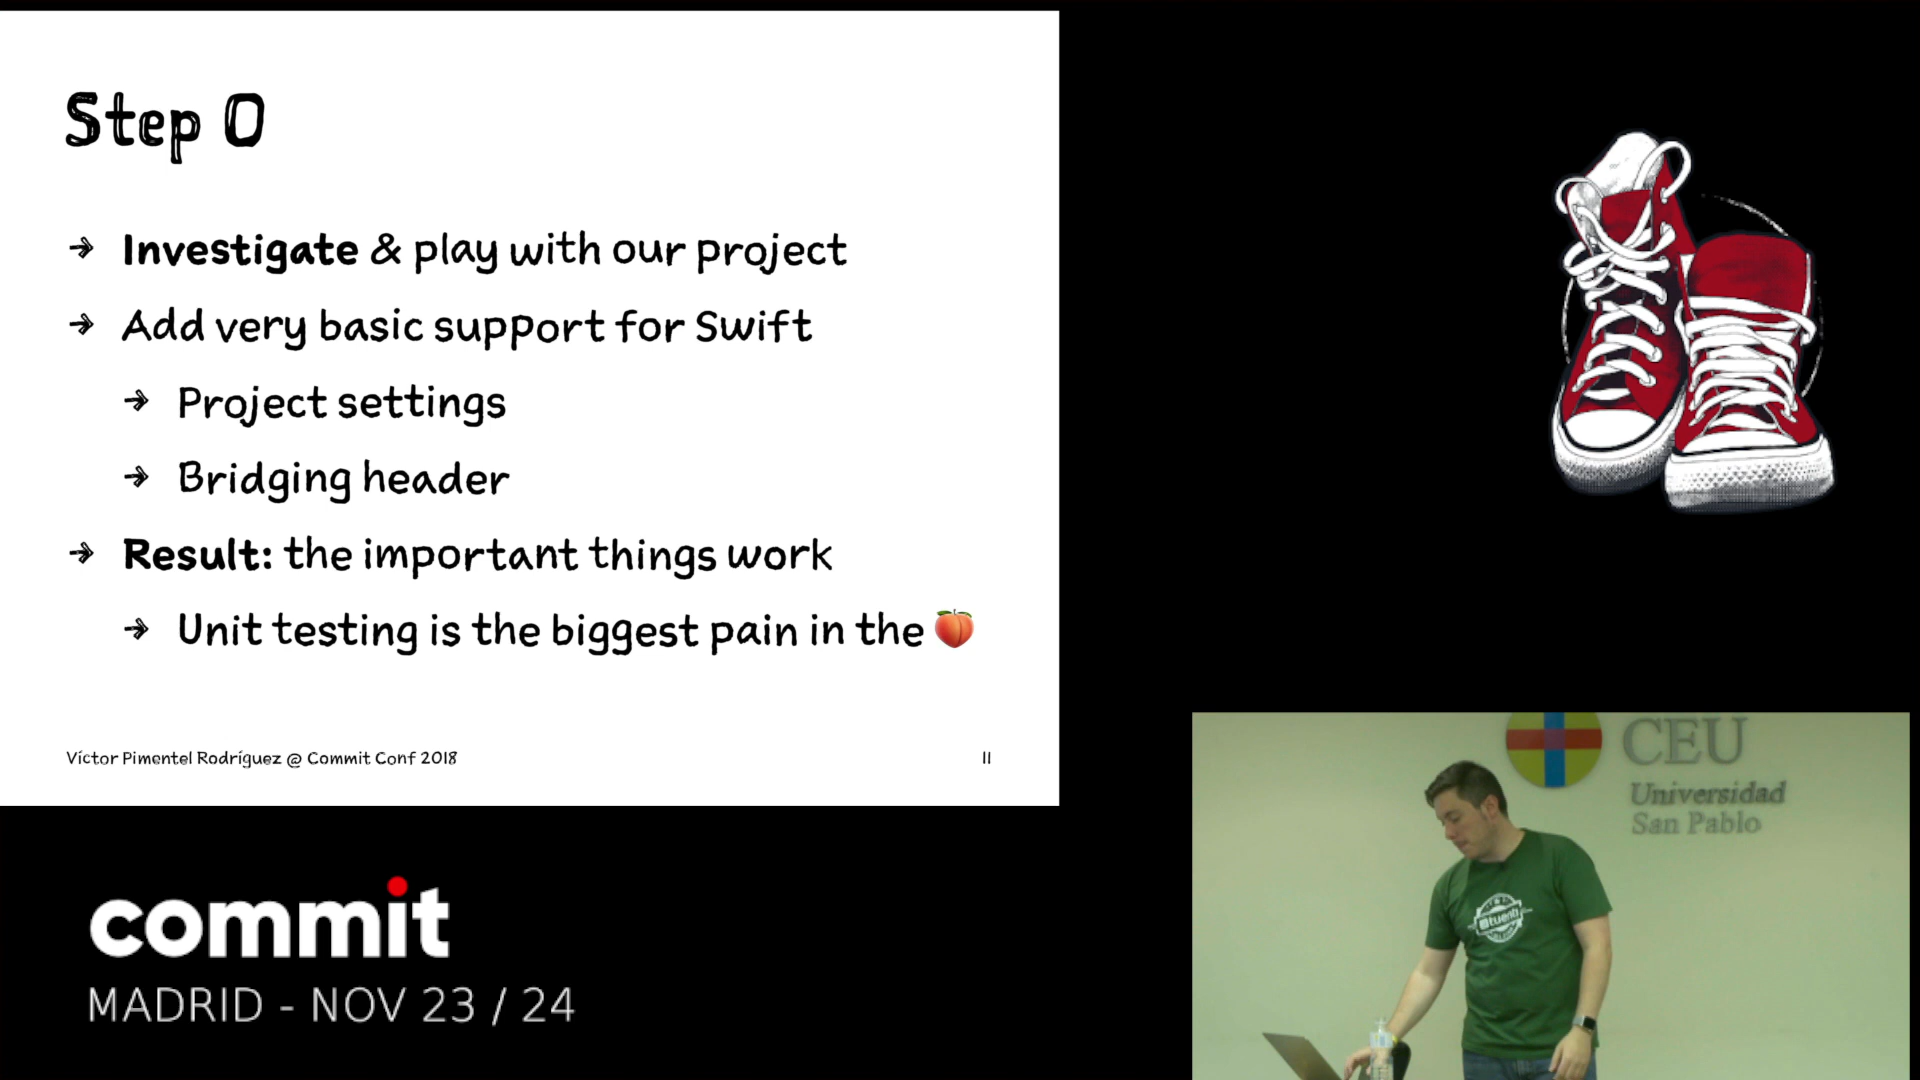 Step 0
→ Investigate & play with our project
→ Add very basic support for Swift
→ Project settings
→ Bridging header
→ Result: the important things work
→ Unit testing is the biggest pain in the 🍑
Víctor Pimentel Rodríguez @ Commit Conf 2018
11
commit
MADRID - NOV 23 / 24
CEU
Universidad
San Pablo
tuenti